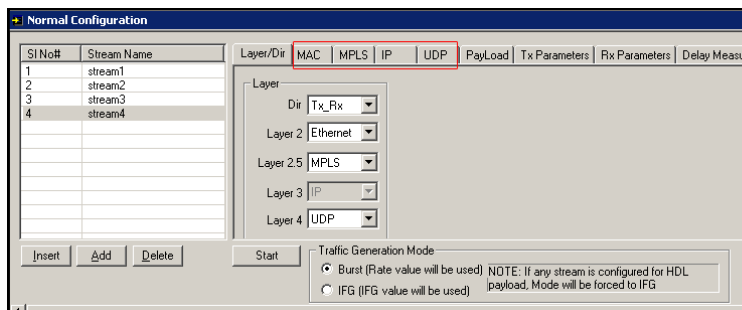 Normal Configuration
Sl No# Stream Name
1 stream1
2 stream2
3 stream3
4 stream4
Insert Add Delete
Layer/Dir MAC MPLS IP UDP PayLoad Tx Parameters Rx Parameters Delay Measu
Layer
Dir Tx_Rx
Layer 2 Ethernet
Layer 2.5 MPLS
Layer 3 IP
Layer 4 UDP
Start
Traffic Generation Mode
Burst (Rate value will be used)
IFG (IFG value will be used)
NOTE: If any stream is configured for HDL
payload, Mode will be forced to IFG